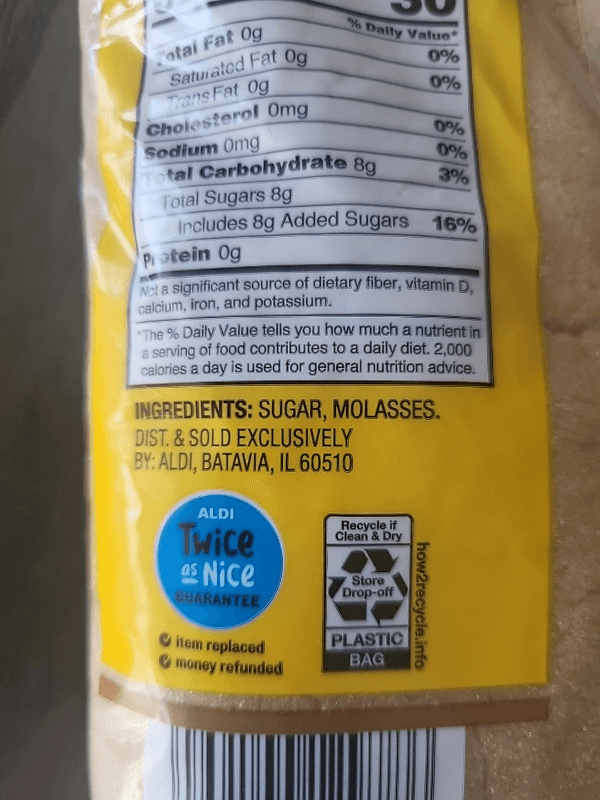 30
% Daily Value*
Total Fat 0g 0%
Saturated Fat 0g 0%
Trans Fat 0g
Cholesterol 0mg 0%
Sodium 0mg 0%
Total Carbohydrate 8g 3%
Total Sugars 8g
Includes 8g Added Sugars 16%
Protein 0g
Not a significant source of dietary fiber, vitamin D,
calcium, iron, and potassium.
*The % Daily Value tells you how much a nutrient in
a serving of food contributes to a daily diet. 2,000
calories a day is used for general nutrition advice.
INGREDIENTS: SUGAR, MOLASSES.
DIST. & SOLD EXCLUSIVELY
BY: ALDI, BATAVIA, IL 60510
ALDI
Twice
as Nice
GUARANTEE
item replaced
money refunded
Recycle if
Clean & Dry
Store
Drop-off
PLASTIC
BAG
how2recycle.info